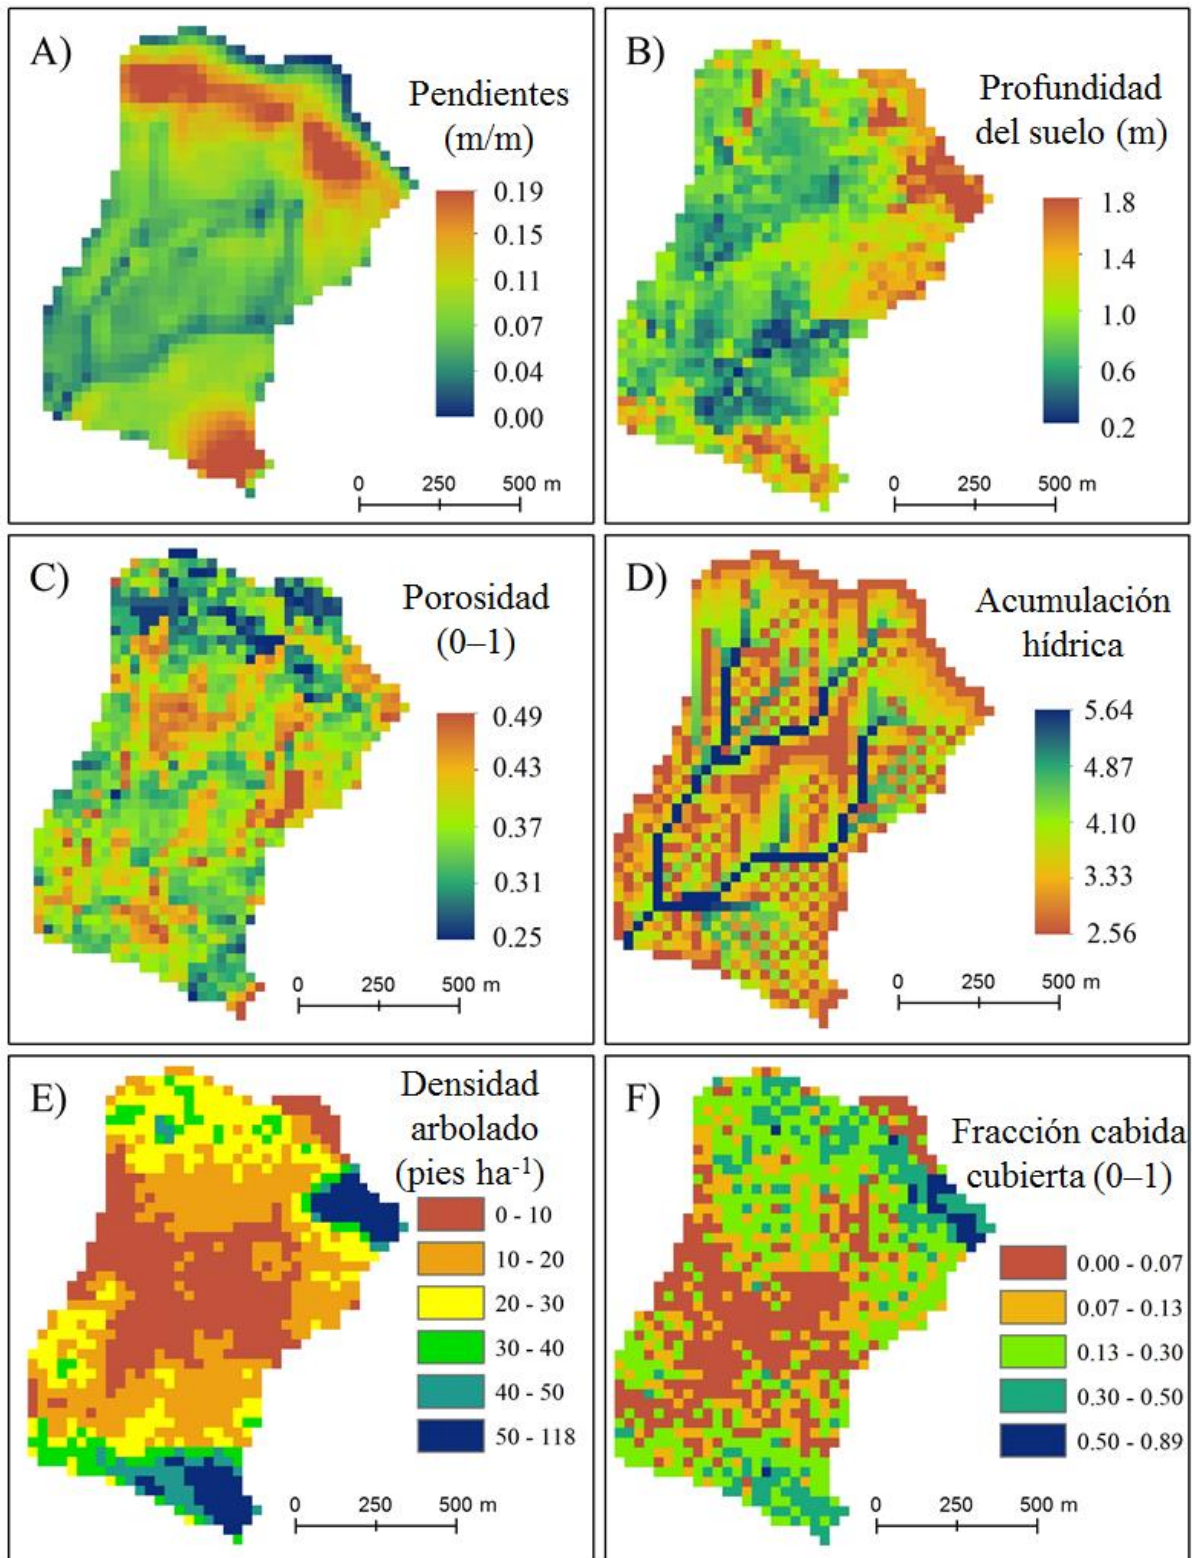 A)
Pendientes
(m/m)
0.19
0.15
0.11
0.07
0.04
0.00
0 250 500 m
B)
Profundidad
del suelo (m)
1.8
1.4
1.0
0.6
0.2
0 250 500 m
C)
Porosidad
(0–1)
0.49
0.43
0.37
0.31
0.25
0 250 500 m
D)
Acumulación
hídrica
5.64
4.87
4.10
3.33
2.56
0 250 500 m
E)
Densidad
arbolado
(pies ha⁻¹)
0 - 10
10 - 20
20 - 30
30 - 40
40 - 50
50 - 118
0 250 500 m
F)
Fracción cabida
cubierta (0–1)
0.00 - 0.07
0.07 - 0.13
0.13 - 0.30
0.30 - 0.50
0.50 - 0.89
0 250 500 m